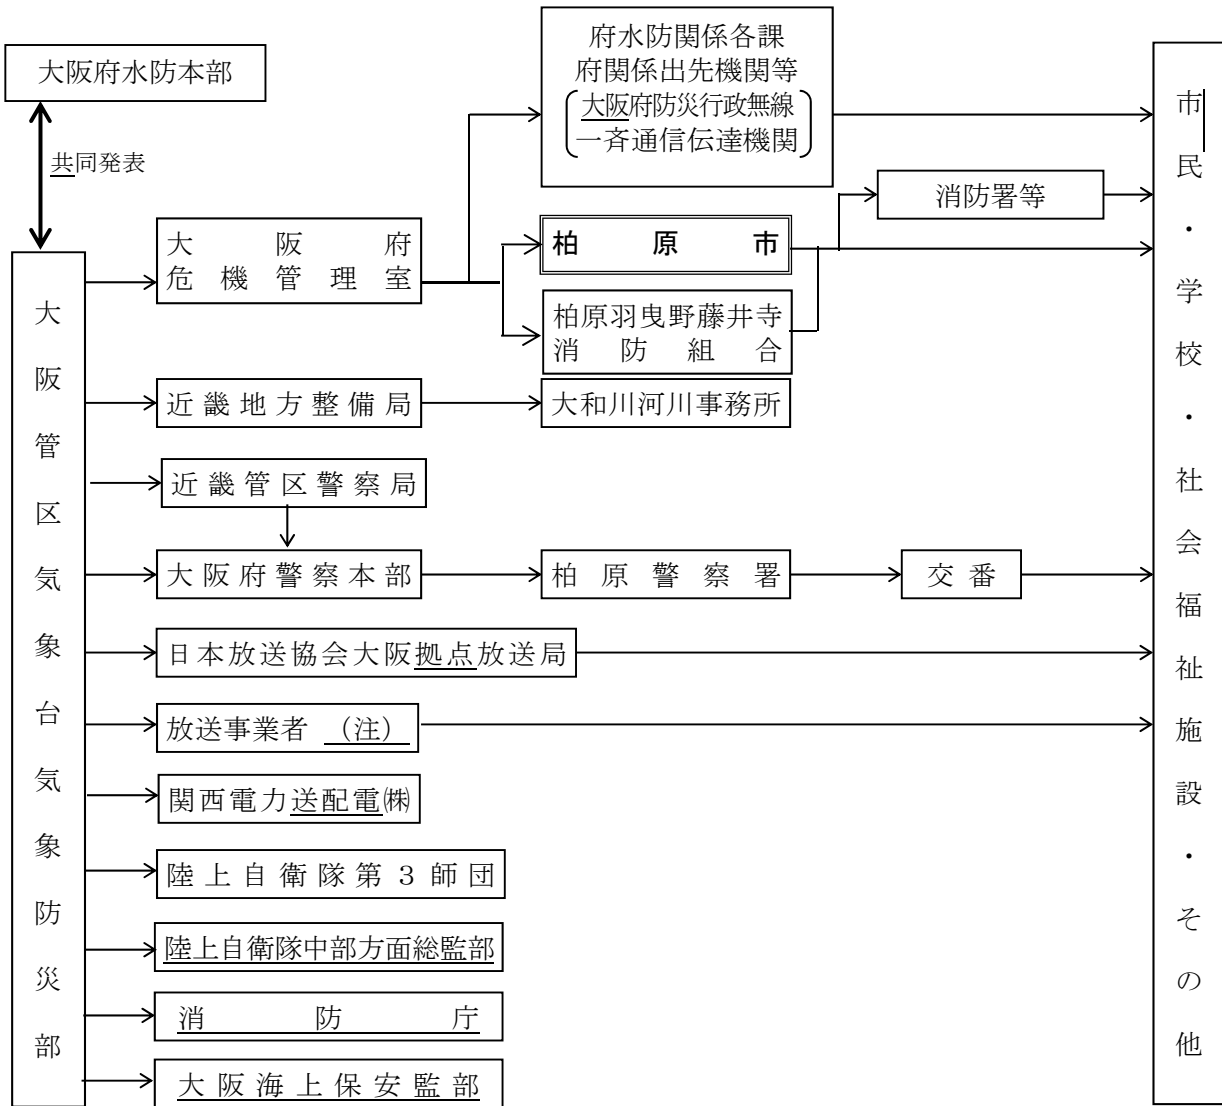 大阪府水防本部
共同発表
大阪管区気象台気象防災部
大阪府
危機管理室
府水防関係各課
府関係出先機関等
大阪府防災行政無線
一斉通信伝達機関
柏原市
柏原羽曳野藤井寺
消防組合
消防署等
近畿地方整備局
大和川河川事務所
近畿管区警察局
大阪府警察本部
柏原警察署
交番
日本放送協会大阪拠点放送局
放送事業者 （注）
関西電力送配電㈱
陸上自衛隊第３師団
陸上自衛隊中部方面総監部
消防庁
大阪海上保安監部
市民・学校・社会福祉施設・その他